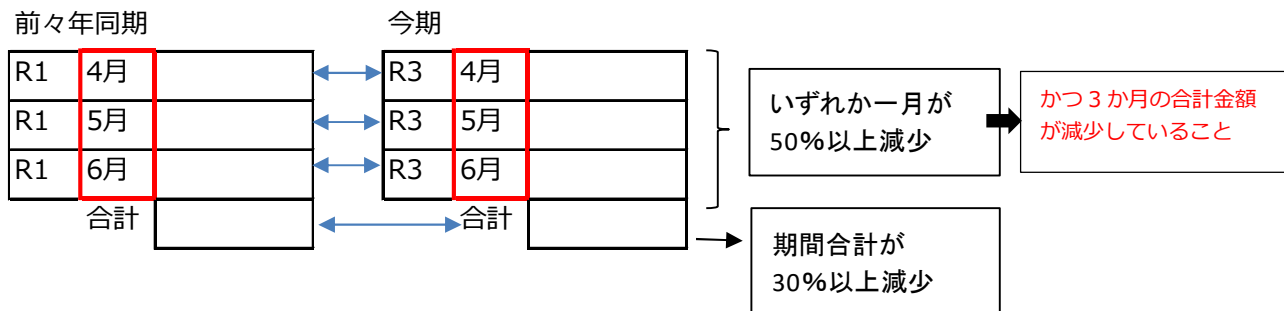 前々年同期
今期
R1 4月
R3 4月
R1 5月
R3 5月
R1 6月
R3 6月
合計
合計
いずれか一月が
50%以上減少
かつ３か月の合計金額
が減少していること
期間合計が
30%以上減少